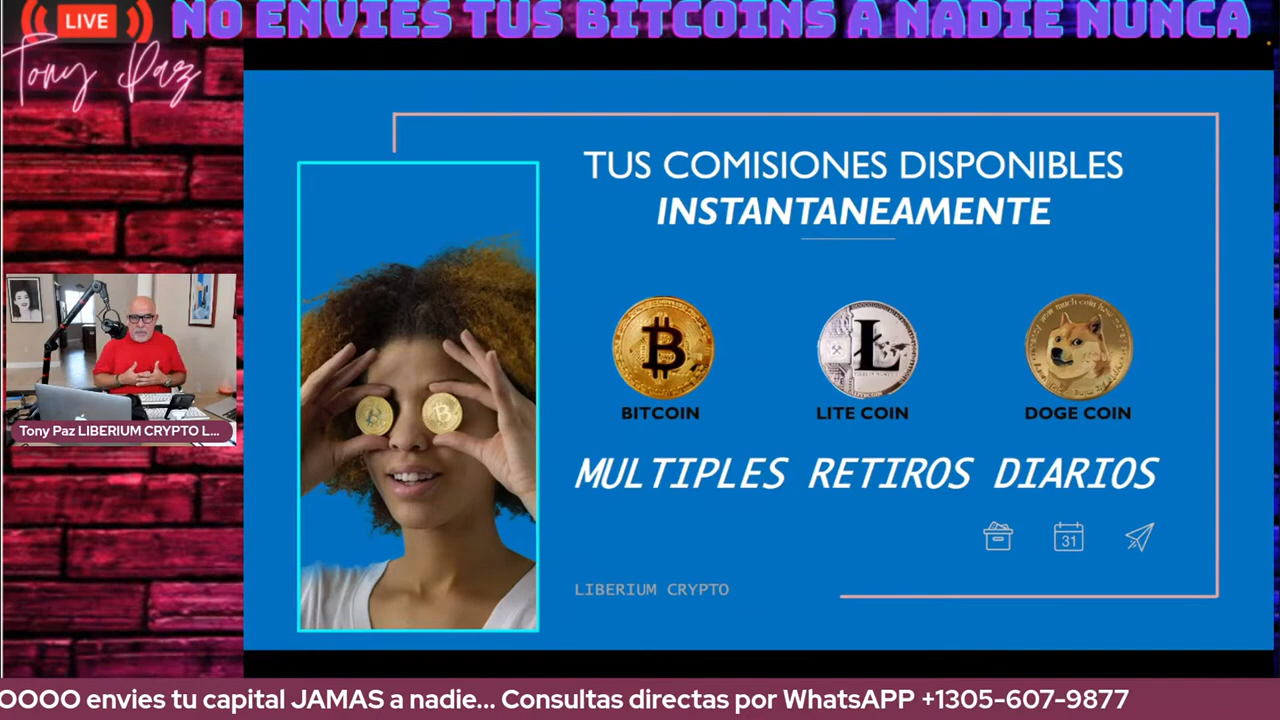 LIVE
NO ENVIES TUS BITCOINS A NADIE NUNCA
Tony Paz
TUS COMISIONES DISPONIBLES
INSTANTANEAMENTE
BITCOIN
LITE COIN
DOGE COIN
MULTIPLES RETIROS DIARIOS
31
LIBERIUM CRYPTO
Tony Paz LIBERIUM CRYPTO L...
OOOO envies tu capital JAMAS a nadie... Consultas directas por WhatsAPP +1305-607-9877